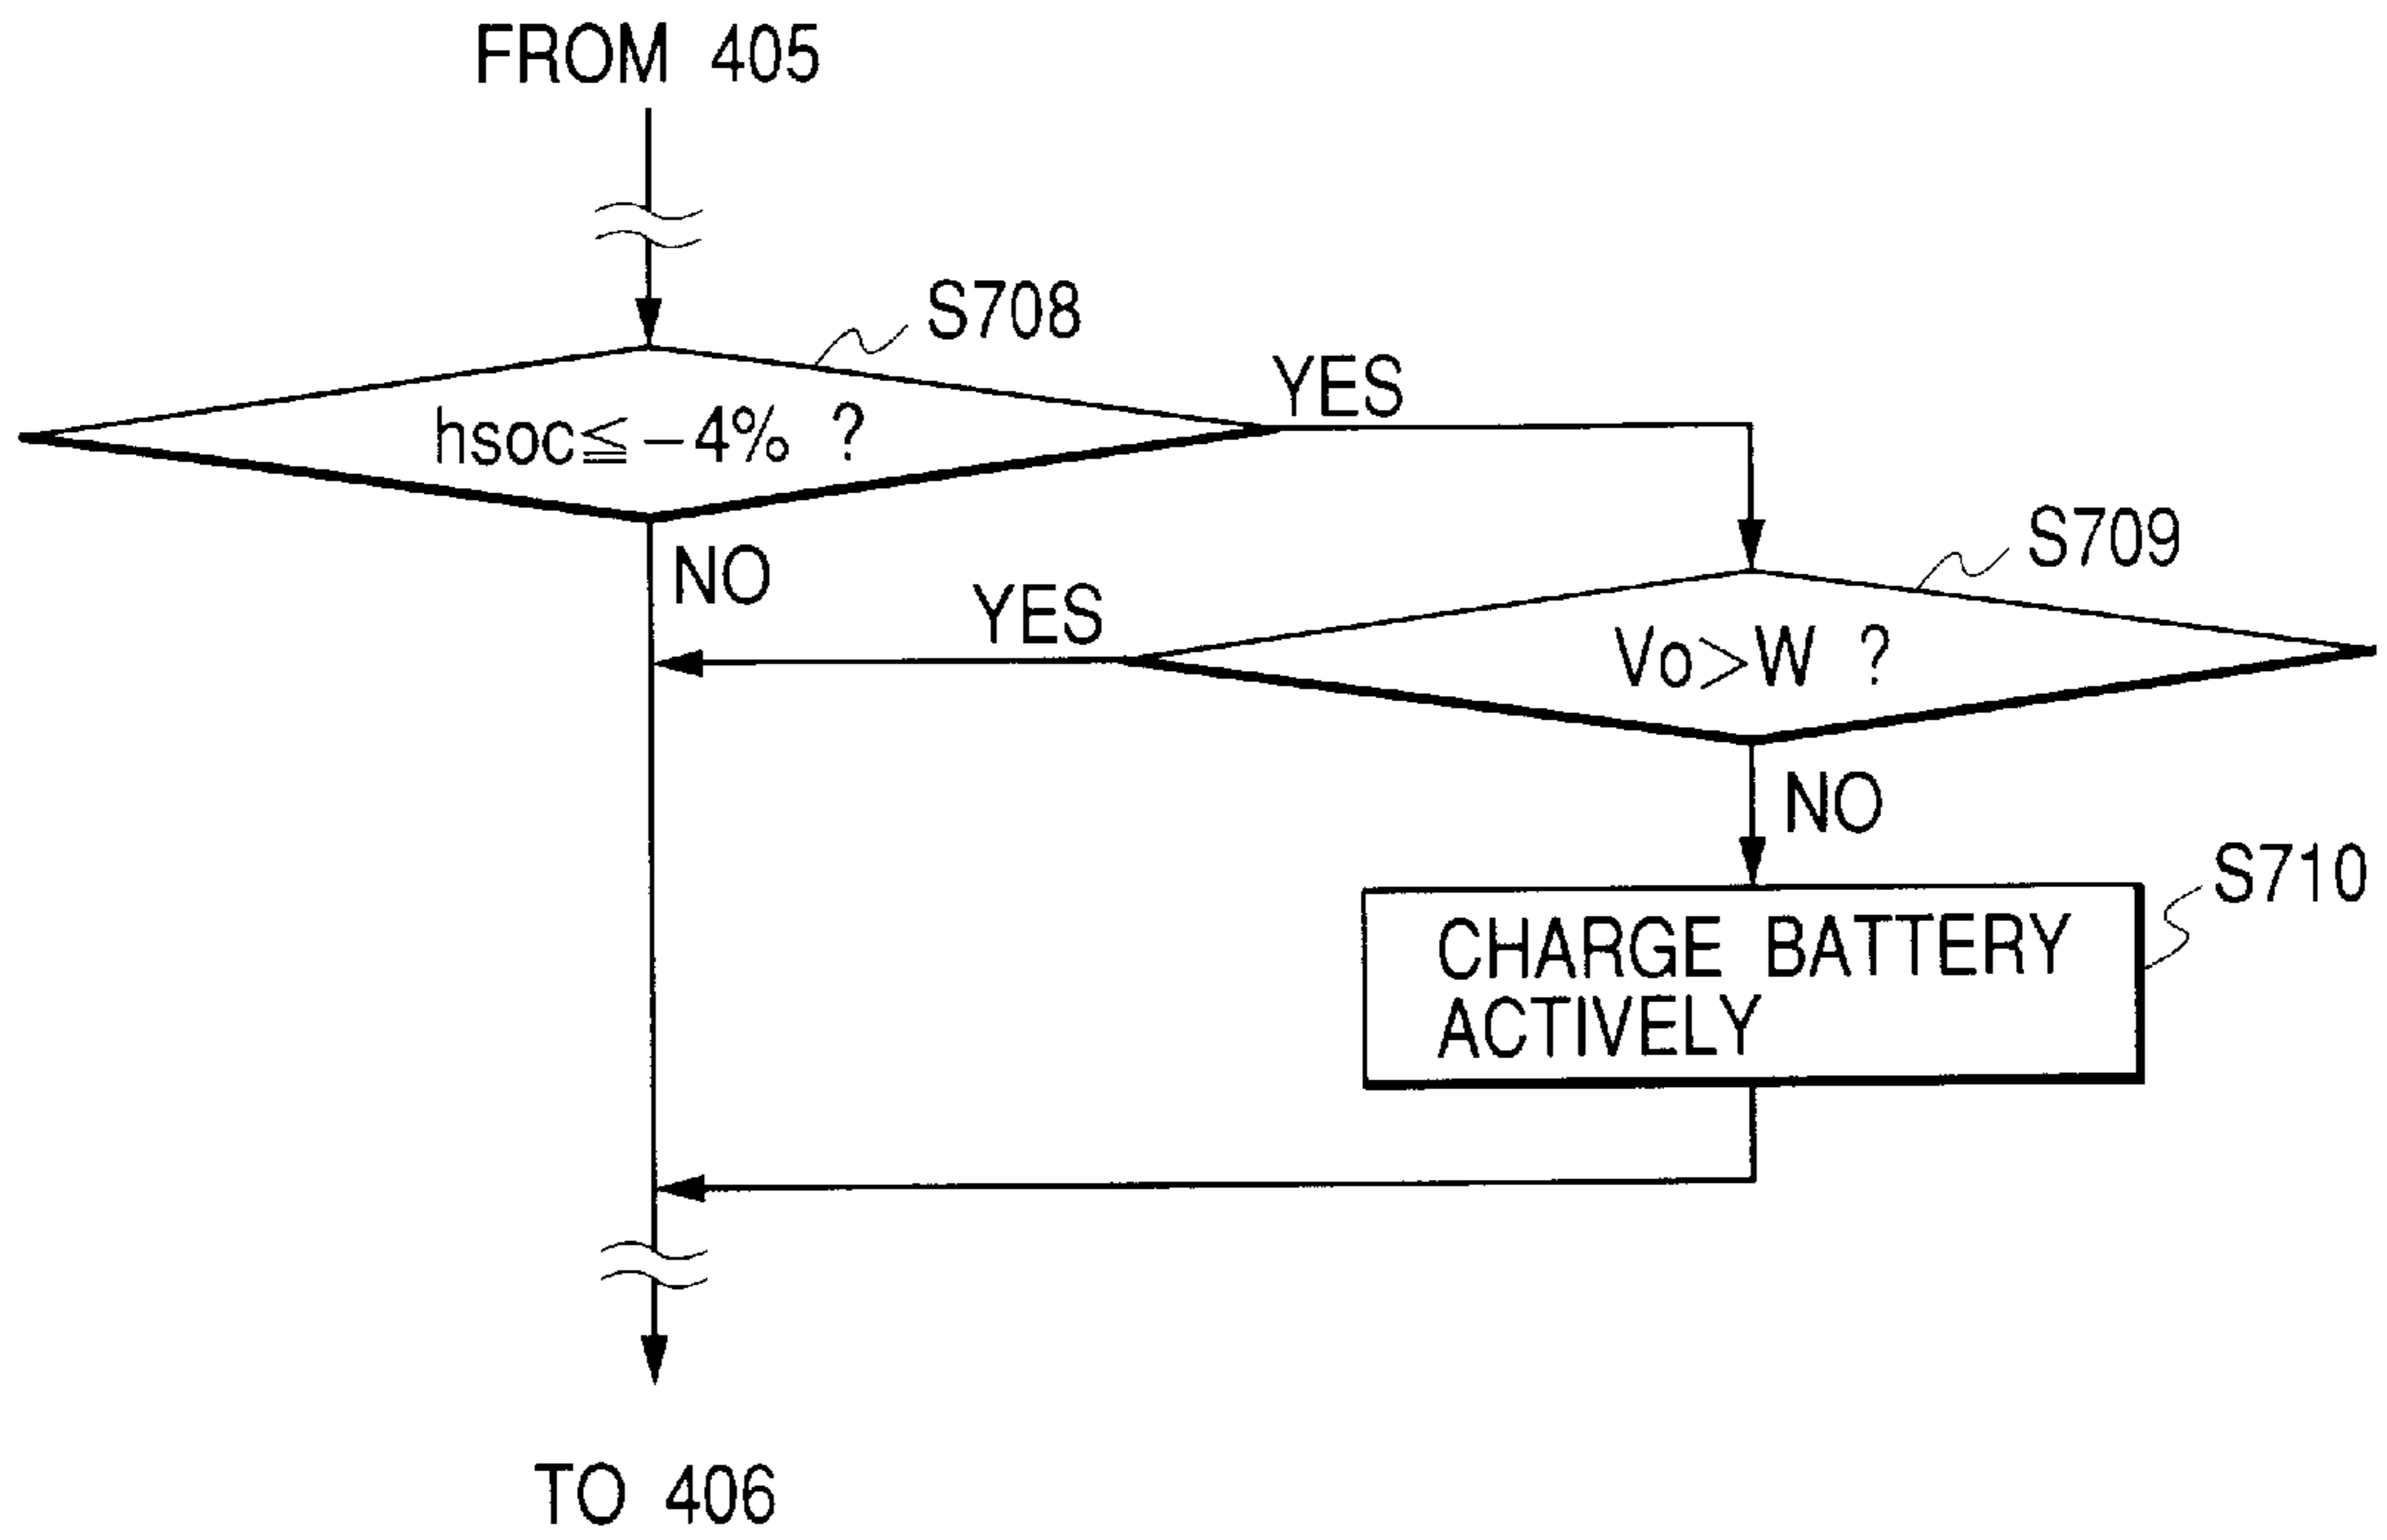 FROM 405
S708
hsoc≦−4% ?
YES
NO
S709
YES
Vo>W ?
NO
S710
CHARGE BATTERY
ACTIVELY
TO 406